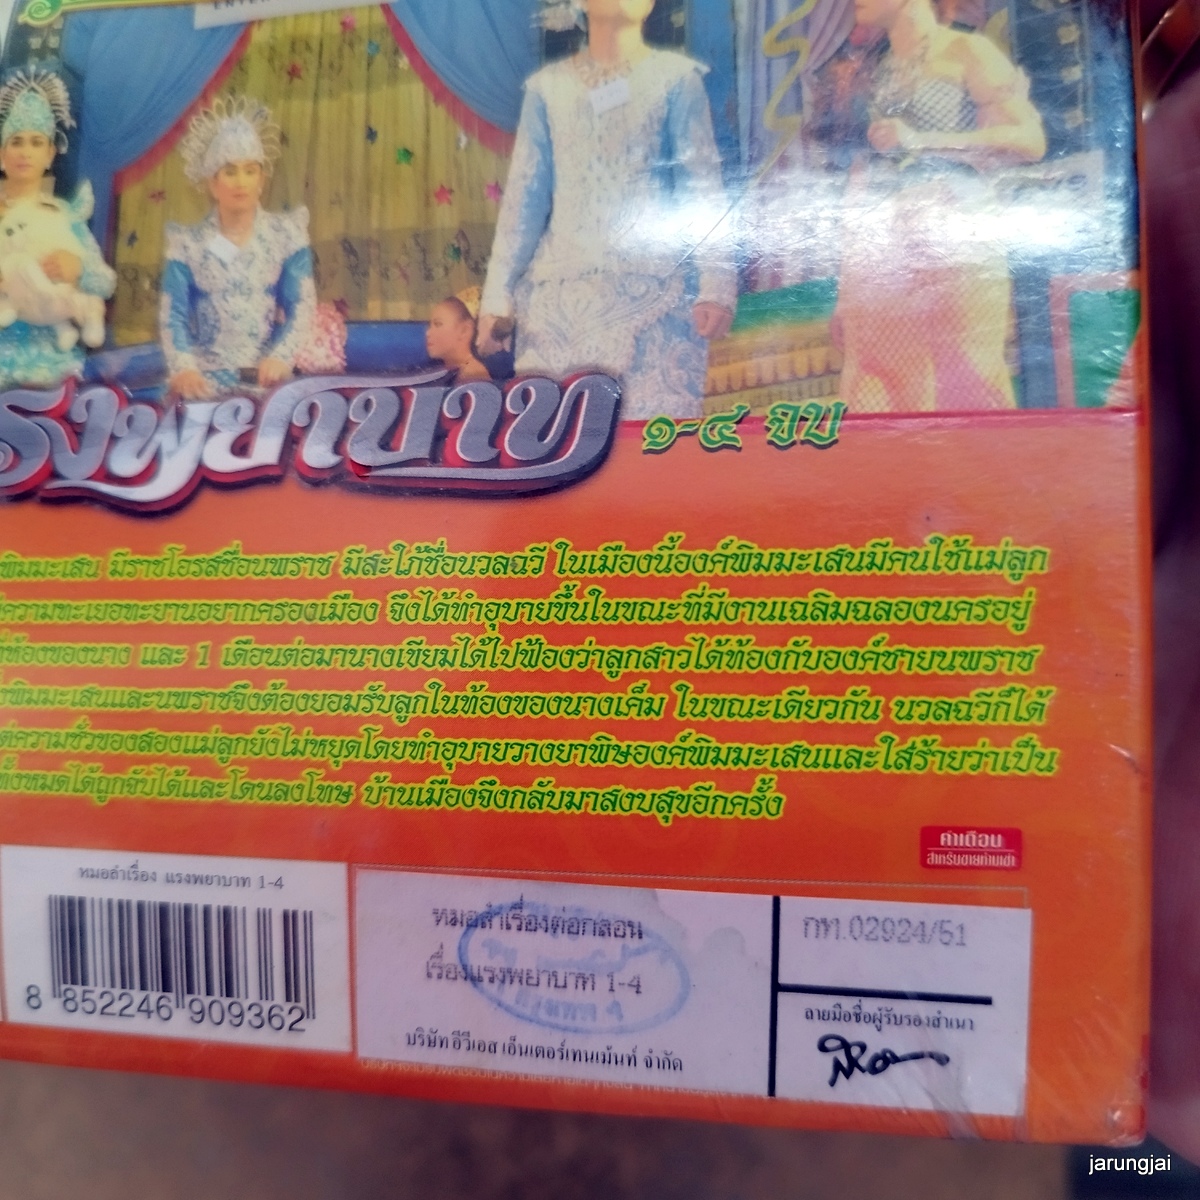 รงพยาบาท ๑-๔ จบ
พิมมะเสน มีราชโอรสชื่อนพราช มีสะใภ้ชื่อนวลฉวี ในเมืองนี้องค์พิมมะเสนมีคนใช้แม่ลูก
ความทะเยอทะยานอยากครองเมือง จึงได้ทำอุบายขึ้นในขณะที่มีงานเฉลิมฉลองนครอยู่
ห้องของนาง และ 1 เดือนต่อมานางเขียมได้ไปฟ้องว่าลูกสาวได้ท้องกับองค์ชายนพราช
พิมมะเสนและนพราชจึงต้องยอมรับลูกในท้องของนางเค็ม ในขณะเดียวกัน นวลฉวีก็ได้
ความชั่วของสองแม่ลูกยังไม่หยุดโดยทำอุบายวางยาพิษองค์พิมมะเสนและใส่ร้ายว่าเป็น
ทั้งหมดได้ถูกจับได้และโดนลงโทษ บ้านเมืองจึงกลับมาสงบสุขอีกครั้ง
คำเตือน
สำหรับขายห้ามเช่า
หมอลำเรื่อง แรงพยาบาท 1-4
8 852246 909362
หมอลำเรื่องต่อกลอน
เรื่องแรงพยาบาท 1-4
บริษัท อีวีเอส เอ็นเตอร์เทนเม้นท์ จำกัด
กท.02924/51
ลายมือชื่อผู้รับรองสำเนา
jarungjai